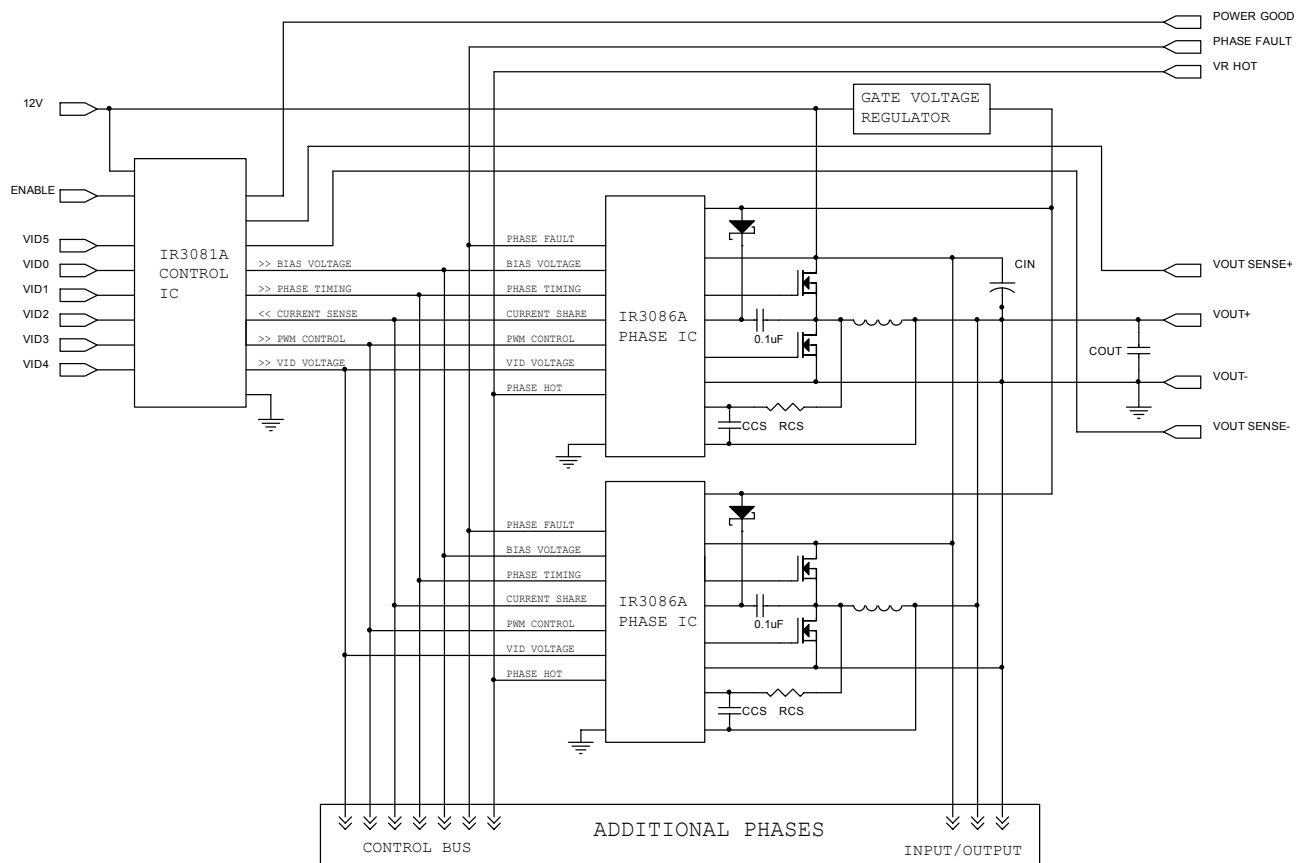 POWER GOOD
PHASE FAULT
VR HOT
12V
GATE VOLTAGE
REGULATOR
ENABLE
VID5
VID0
VID1
VID2
VID3
VID4
IR3081A
CONTROL
IC
>> BIAS VOLTAGE
>> PHASE TIMING
<< CURRENT SENSE
>> PWM CONTROL
>> VID VOLTAGE
PHASE FAULT
BIAS VOLTAGE
PHASE TIMING
CURRENT SHARE
PWM CONTROL
VID VOLTAGE
PHASE HOT
IR3086A
PHASE IC
0.1uF
CCS
RCS
CIN
COUT
VOUT SENSE+
VOUT+
VOUT-
VOUT SENSE-
PHASE FAULT
BIAS VOLTAGE
PHASE TIMING
CURRENT SHARE
PWM CONTROL
VID VOLTAGE
PHASE HOT
IR3086A
PHASE IC
0.1uF
CCS
RCS
ADDITIONAL PHASES
CONTROL BUS
INPUT/OUTPUT